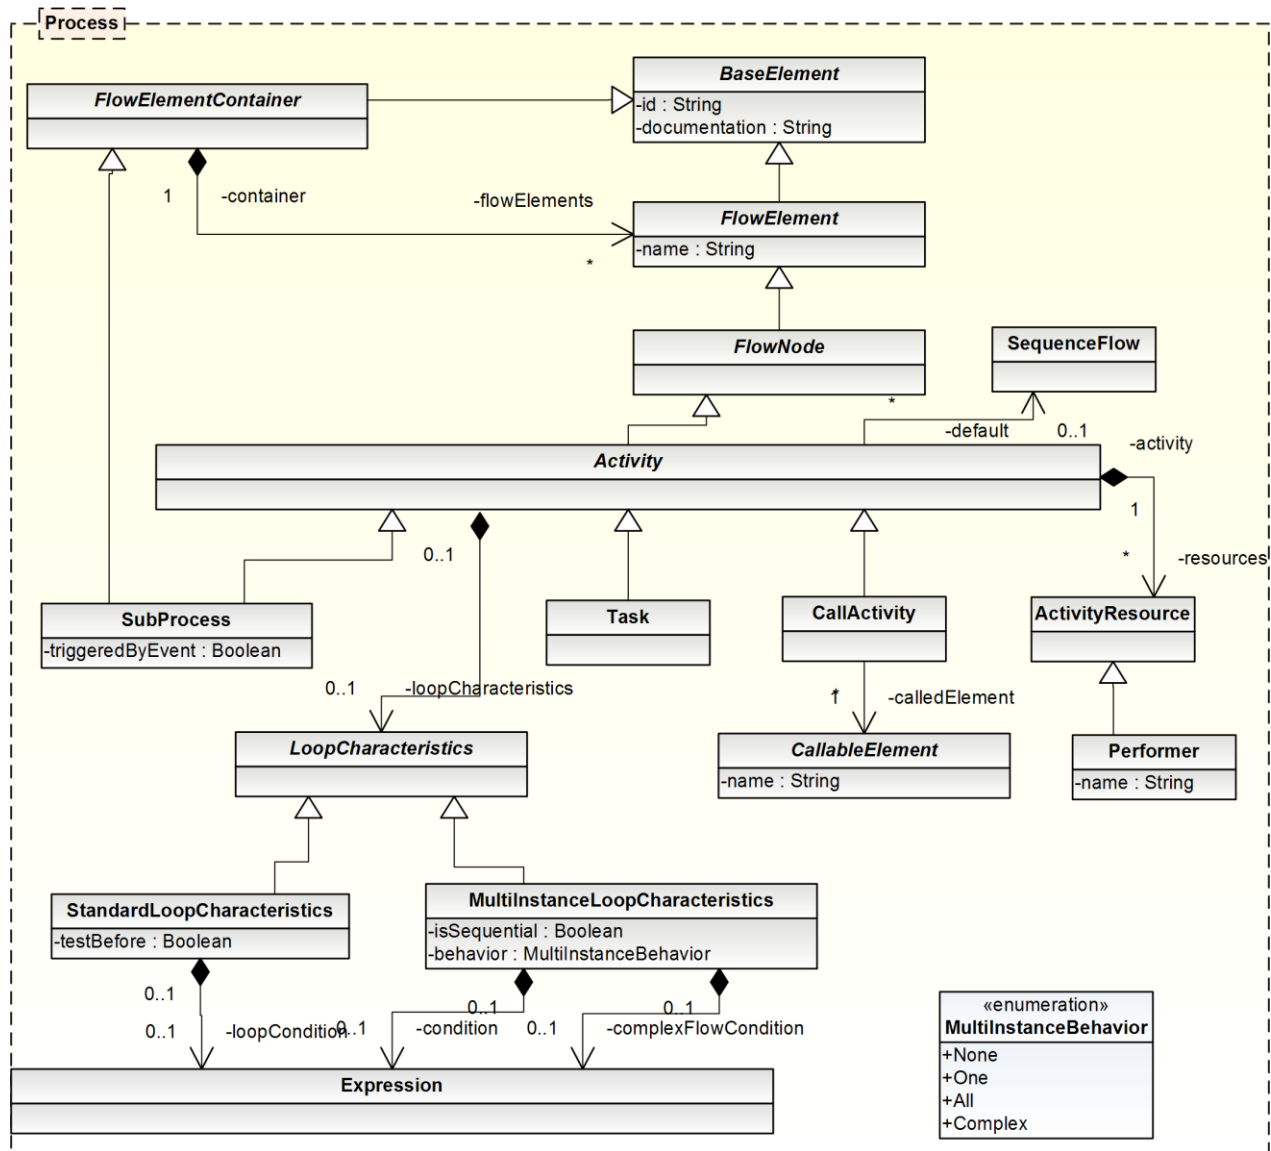 Process
BaseElement
-id : String
-documentation : String
FlowElementContainer
1
-container
-flowElements
*
FlowElement
-name : String
FlowNode
SequenceFlow
*
-default
0..1
-activity
Activity
1
0..1
*
-resources
SubProcess
-triggeredByEvent : Boolean
Task
CallActivity
ActivityResource
0..1
-loopCharacteristics
*
1
-calledElement
LoopCharacteristics
CallableElement
-name : String
Performer
-name : String
StandardLoopCharacteristics
-testBefore : Boolean
MultiInstanceLoopCharacteristics
-isSequential : Boolean
-behavior : MultiInstanceBehavior
0..1
0..1
0..1
0..1
-loopCondition
0..1
-condition
0..1
-complexFlowCondition
Expression
«enumeration»
MultiInstanceBehavior
+None
+One
+All
+Complex